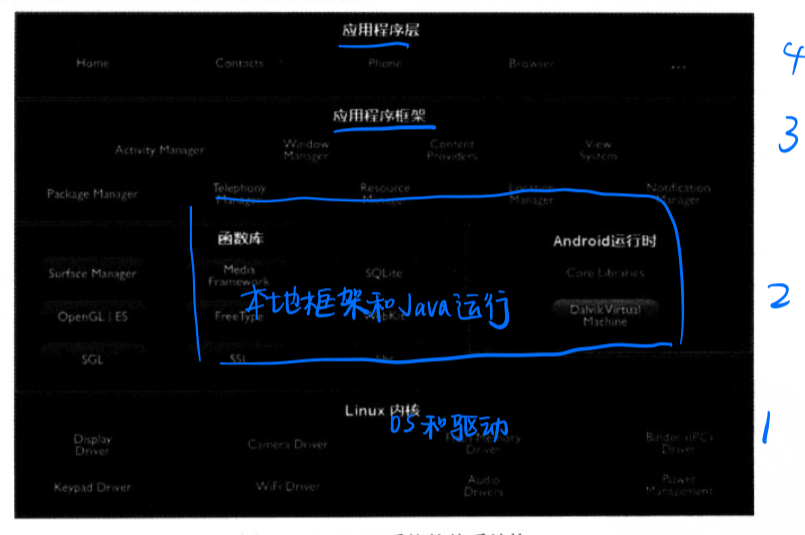 应用程序层
Home Contacts Phone Browser ...
4
应用程序框架
3
Activity Manager Window Manager Content Providers View System
Package Manager Telephony Manager Resource Manager Location Manager Notification Manager
函数库 Android运行时
Surface Manager Media Framework SQLite Core Libraries
本地框架和Java运行
2
OpenGL | ES FreeType WebKit Dalvik Virtual Machine
SGL SSL
Linux 内核
OS和驱动
1
Display Driver Camera Driver Memory Driver Binder (IPC) Driver
Keypad Driver WiFi Driver Audio Drivers Power Management